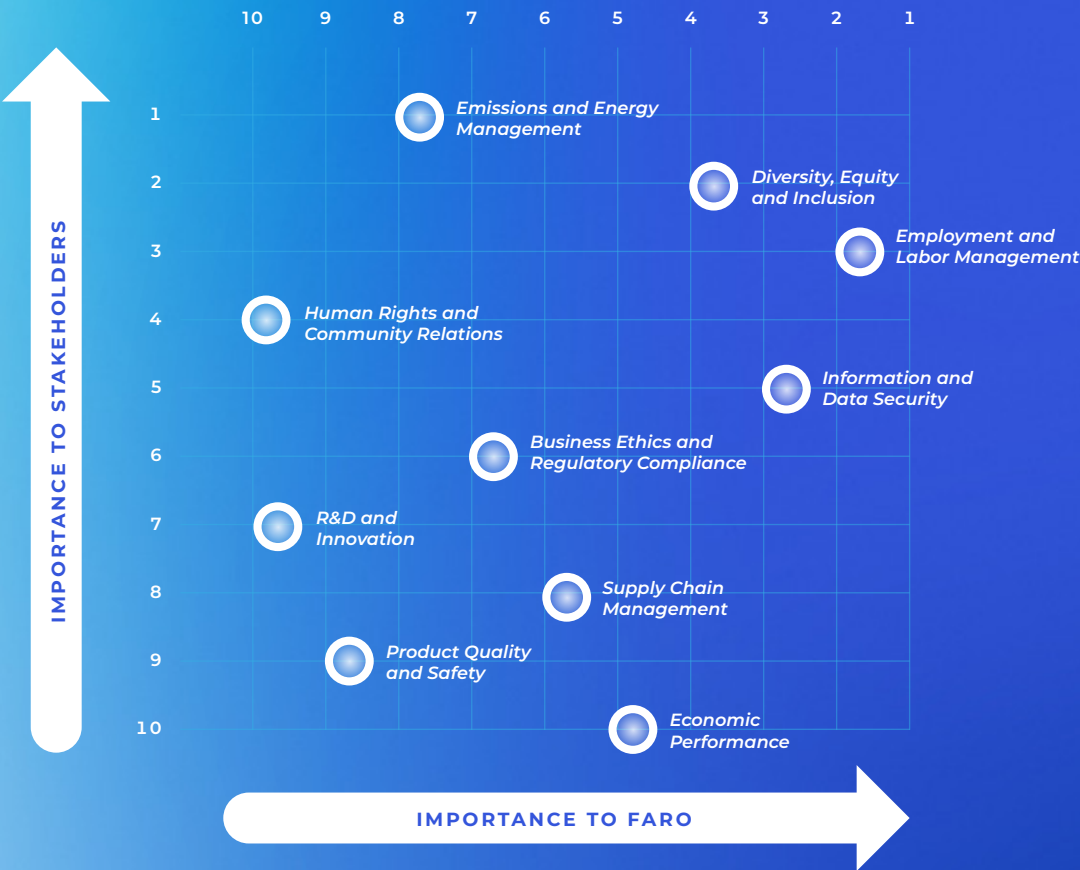 10 9 8 7 6 5 4 3 2 1
1
Emissions and Energy
Management
2
Diversity, Equity
and Inclusion
3
Employment and
Labor Management
4
Human Rights and
Community Relations
5
Information and
Data Security
6
Business Ethics and
Regulatory Compliance
7
R&D and
Innovation
8
Supply Chain
Management
9
Product Quality
and Safety
10
Economic
Performance
IMPORTANCE TO STAKEHOLDERS
IMPORTANCE TO FARO